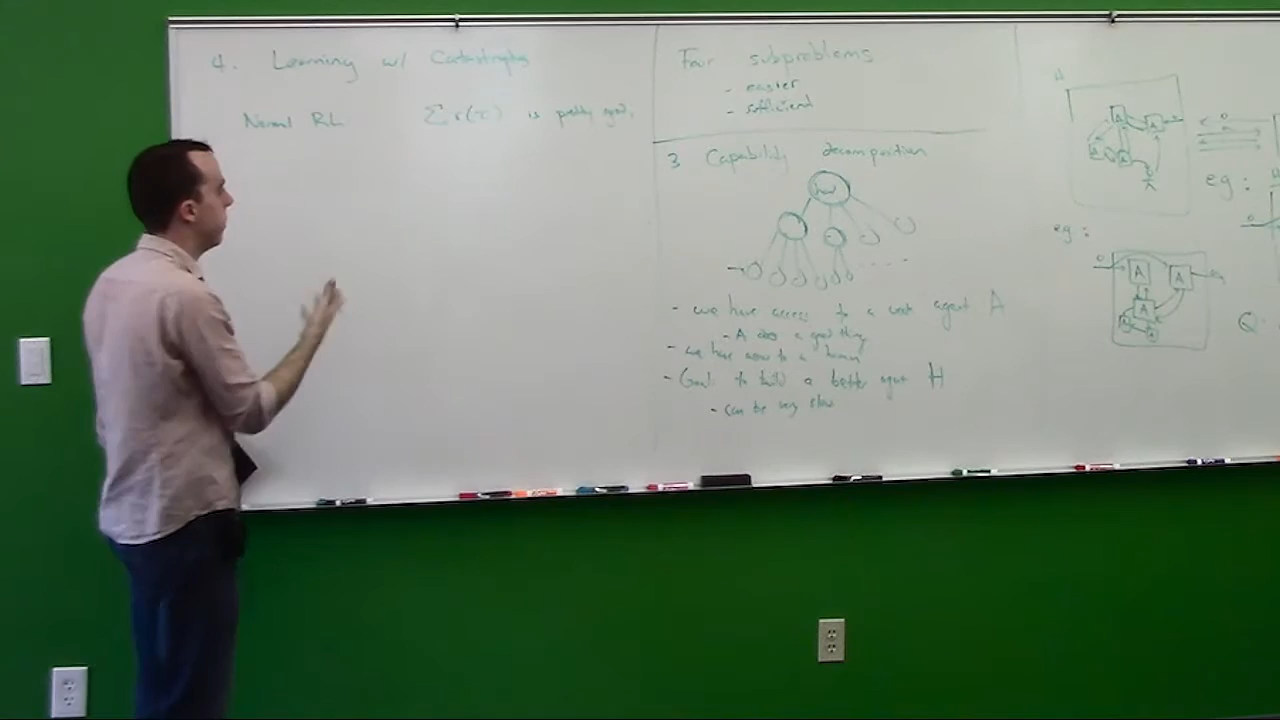 4. Learning w/ Catastrophes
Normal RL Σ r(τ) is pretty good.
Four subproblems
- easier
- sufficient
3 Capability decomposition
- we have access to a weak agent A
- A does a good thing
- we have access to a human
- Goal: to build a better agent H
- can be very slow
A
A
A
A
A
eg:
eg:
A
A
A
Q: